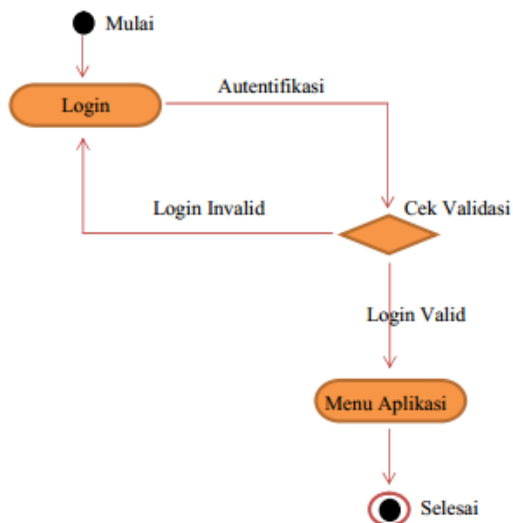 Mulai
Login
Autentifikasi
Login Invalid
Cek Validasi
Login Valid
Menu Aplikasi
Selesai